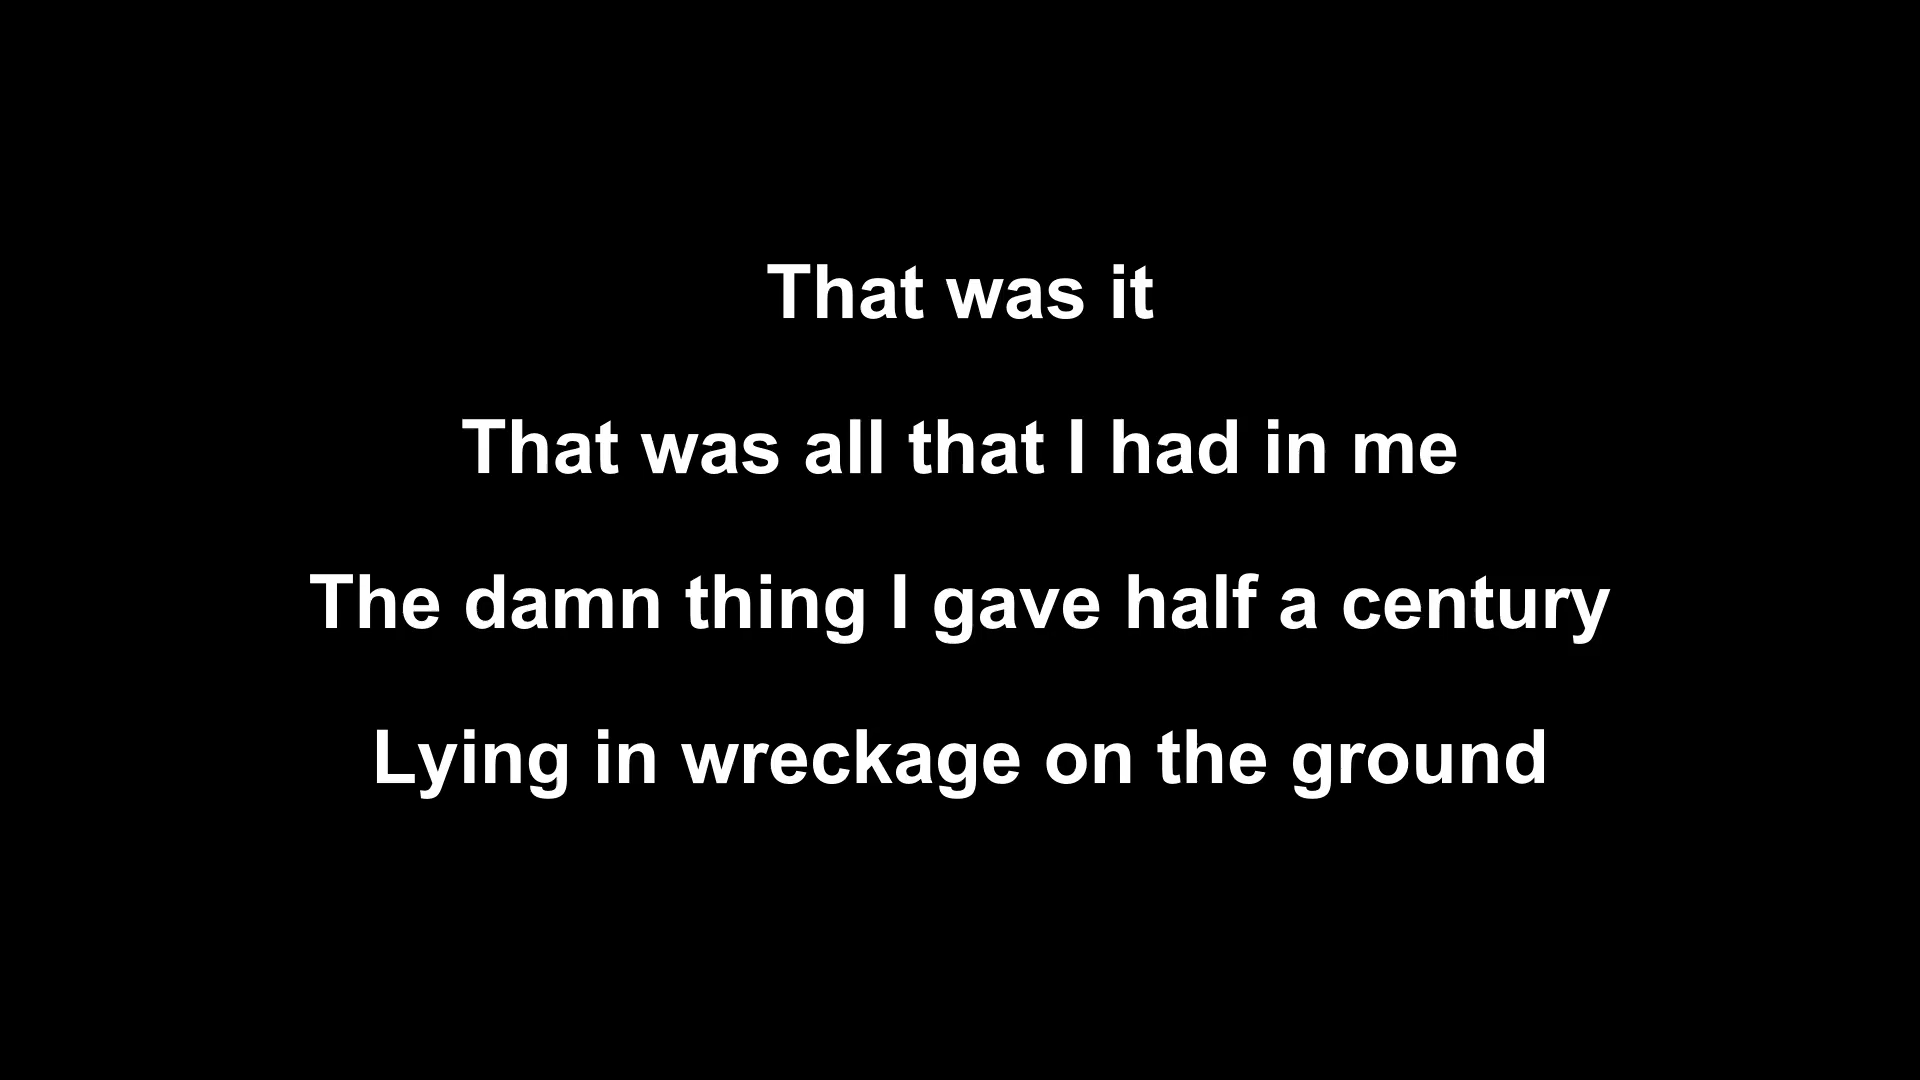 That was it
That was all that I had in me
The damn thing I gave half a century
Lying in wreckage on the ground